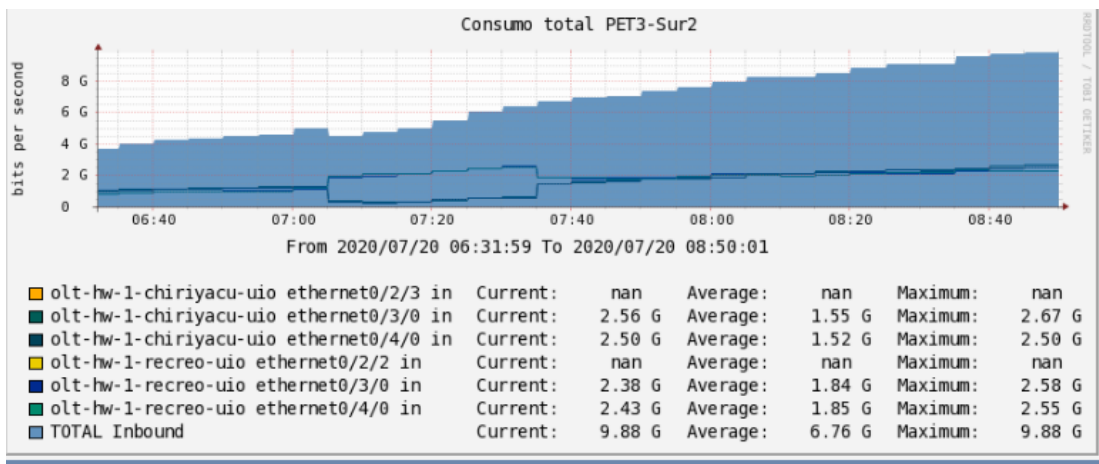 Consumo total PET3-Sur2
RRDTOOL / TOBI OETIKER
bits per second
8 G
6 G
4 G
2 G
0
06:40 07:00 07:20 07:40 08:00 08:20 08:40
From 2020/07/20 06:31:59 To 2020/07/20 08:50:01
olt-hw-1-chiriyacu-uio ethernet0/2/3 in Current: nan Average: nan Maximum: nan
olt-hw-1-chiriyacu-uio ethernet0/3/0 in Current: 2.56 G Average: 1.55 G Maximum: 2.67 G
olt-hw-1-chiriyacu-uio ethernet0/4/0 in Current: 2.50 G Average: 1.52 G Maximum: 2.50 G
olt-hw-1-recreo-uio ethernet0/2/2 in Current: nan Average: nan Maximum: nan
olt-hw-1-recreo-uio ethernet0/3/0 in Current: 2.38 G Average: 1.84 G Maximum: 2.58 G
olt-hw-1-recreo-uio ethernet0/4/0 in Current: 2.43 G Average: 1.85 G Maximum: 2.55 G
TOTAL Inbound Current: 9.88 G Average: 6.76 G Maximum: 9.88 G